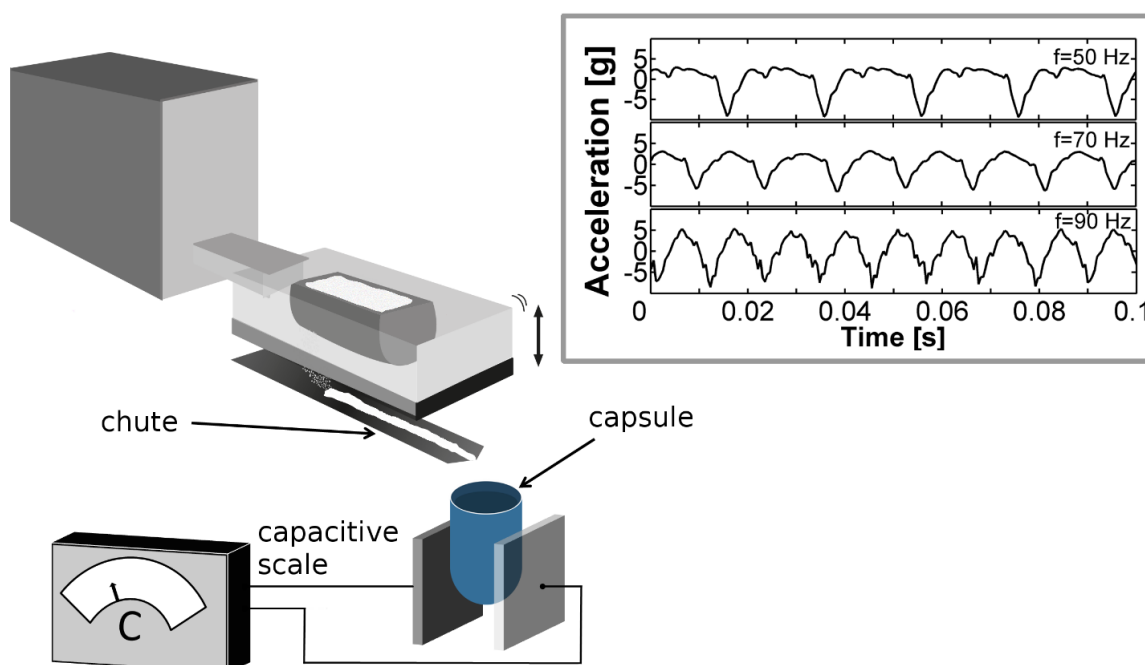 Acceleration [g]
f=50 Hz
5
0
-5
f=70 Hz
5
0
-5
f=90 Hz
5
0
-5
0 0.02 0.04 0.06 0.08 0.1
Time [s]
chute
capsule
capacitive
scale
C